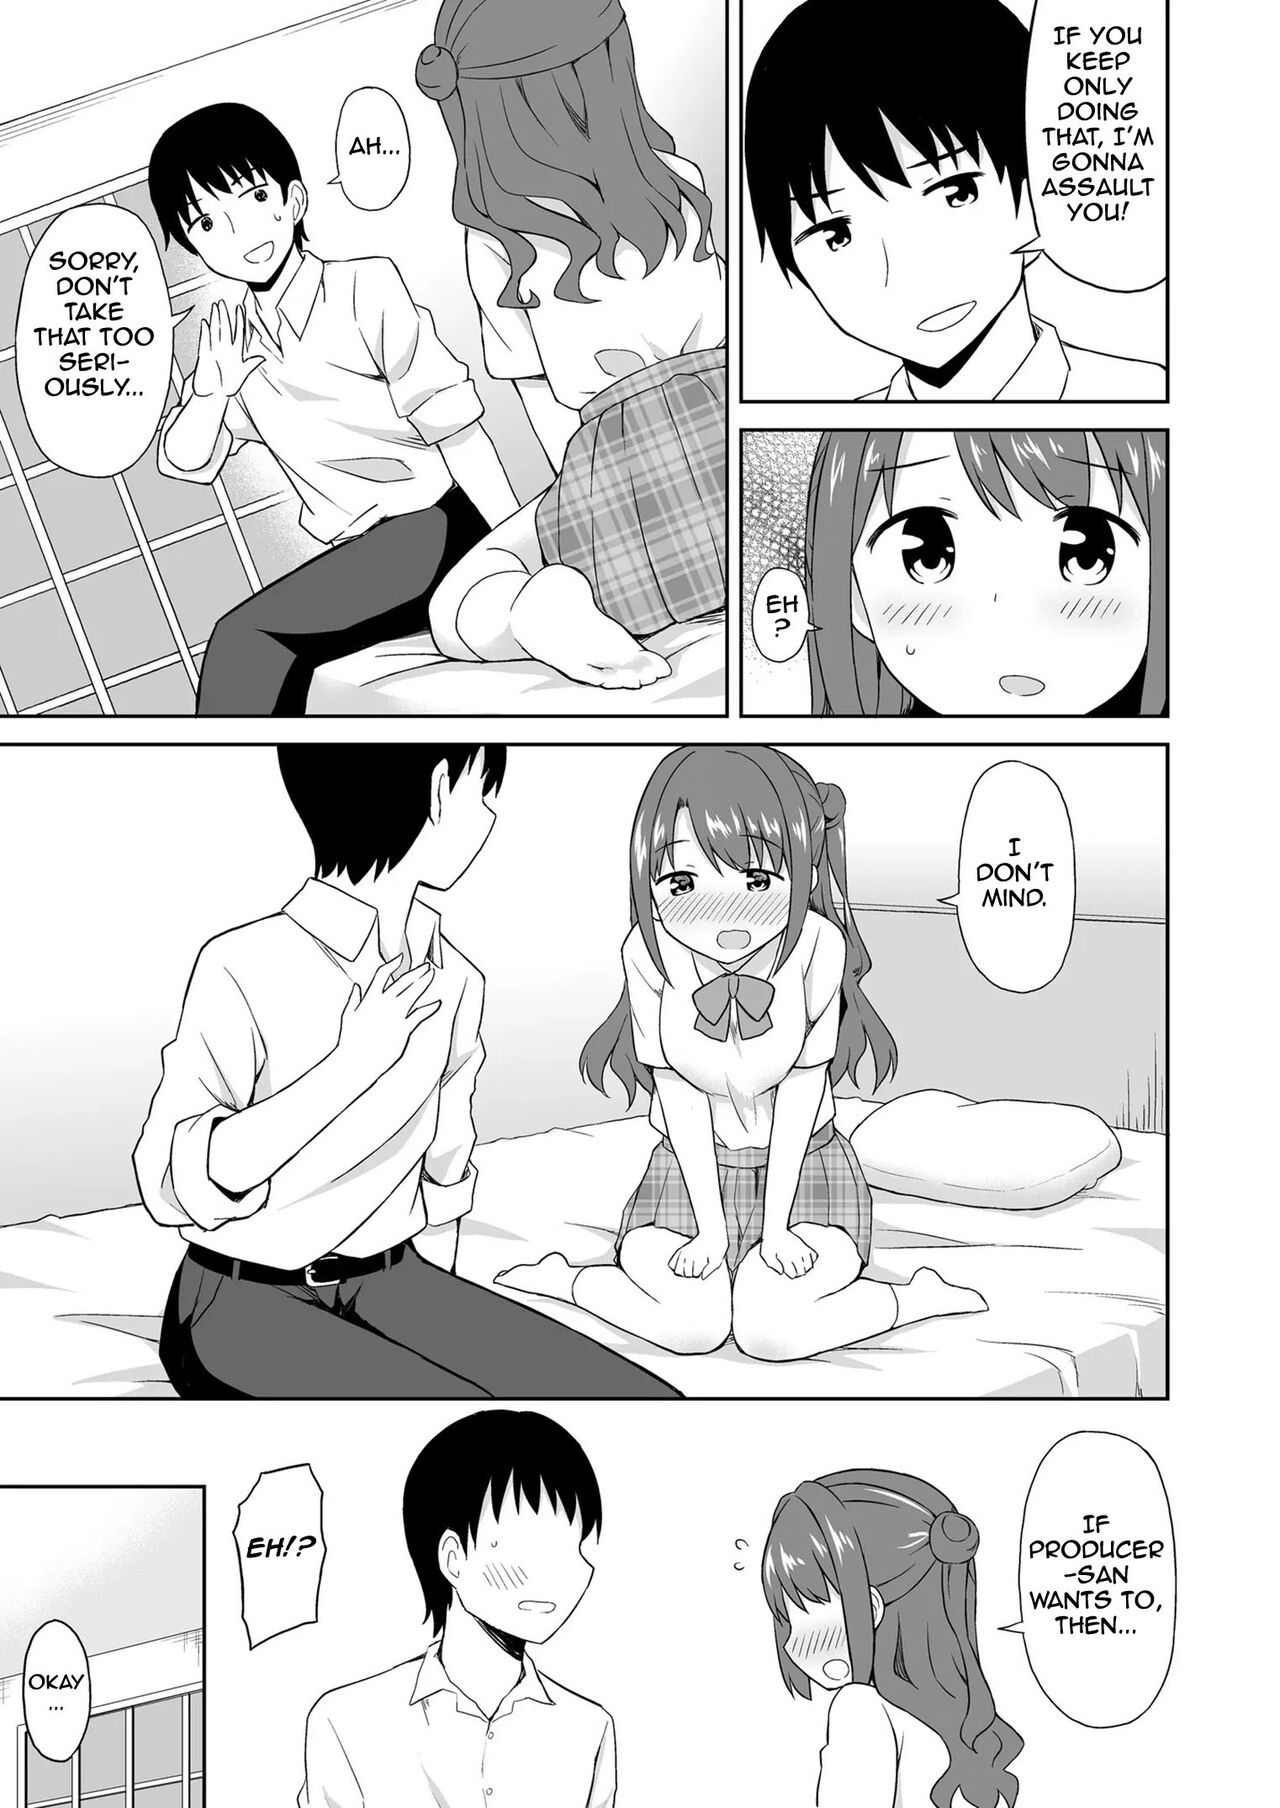 IF YOU
KEEP
ONLY
DOING
THAT, I'M
GONNA
ASSAULT
YOU!
EH
?
AH...
SORRY,
DON'T
TAKE
THAT TOO
SERI-
OUSLY...
I
DON'T
MIND.
IF
PRODUCER
-SAN
WANTS TO,
THEN...
EH!?
OKAY
...